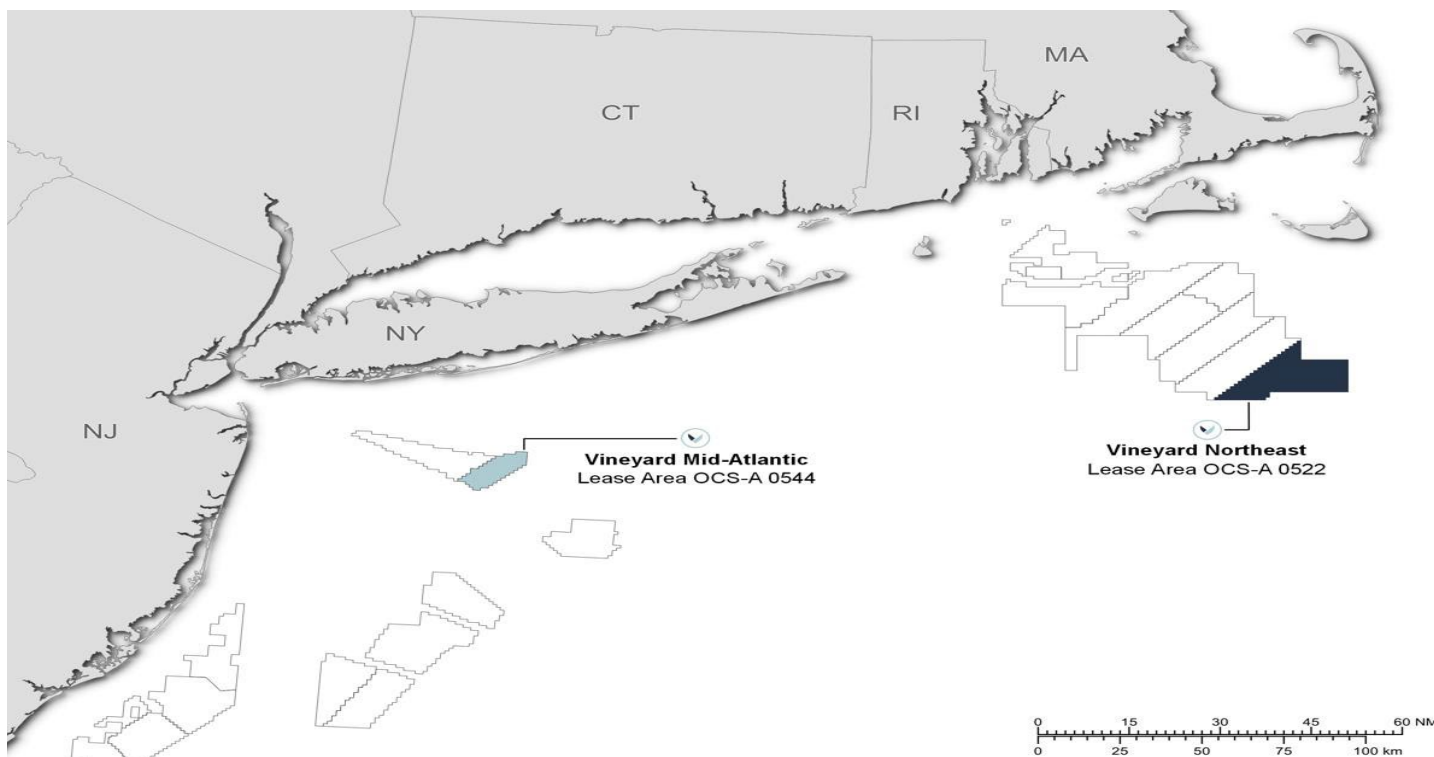 MA
CT
RI
NY
NJ
Vineyard Mid-Atlantic
Lease Area OCS-A 0544
Vineyard Northeast
Lease Area OCS-A 0522
0 15 30 45 60 NM
0 25 50 75 100 km